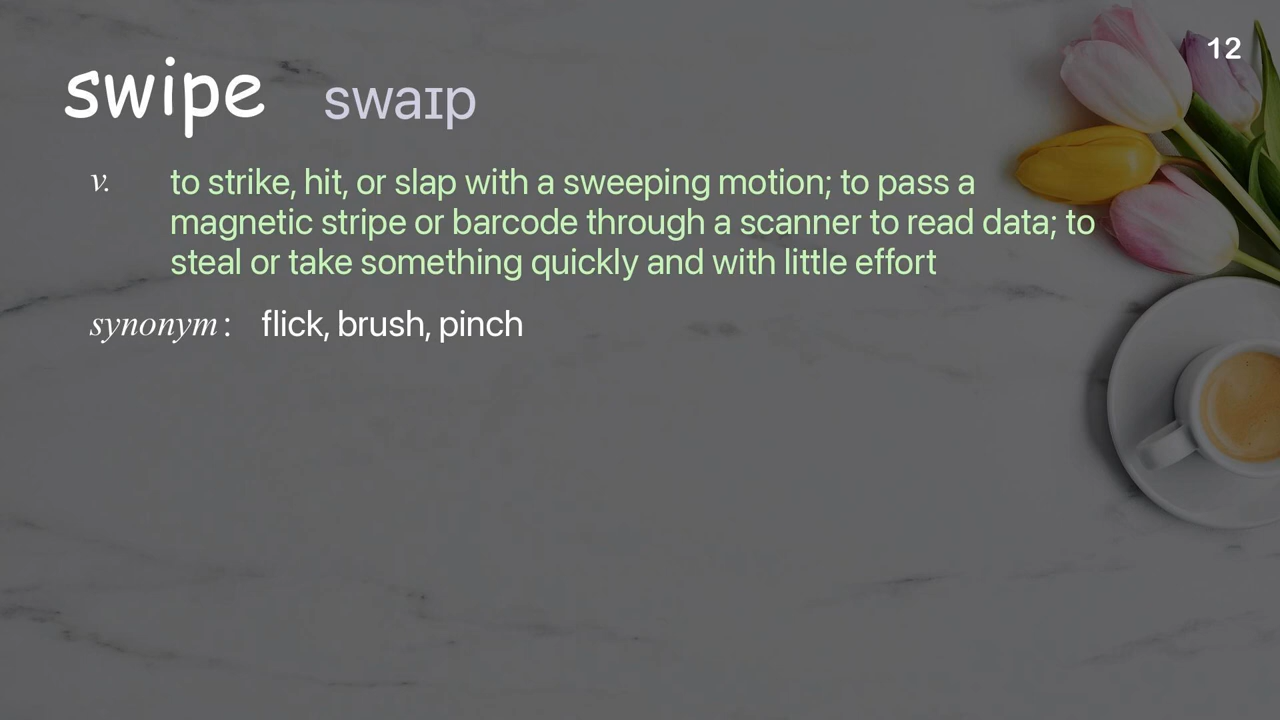 12
swipe swaɪp
v. to strike, hit, or slap with a sweeping motion; to pass a
magnetic stripe or barcode through a scanner to read data; to
steal or take something quickly and with little effort
synonym : flick, brush, pinch